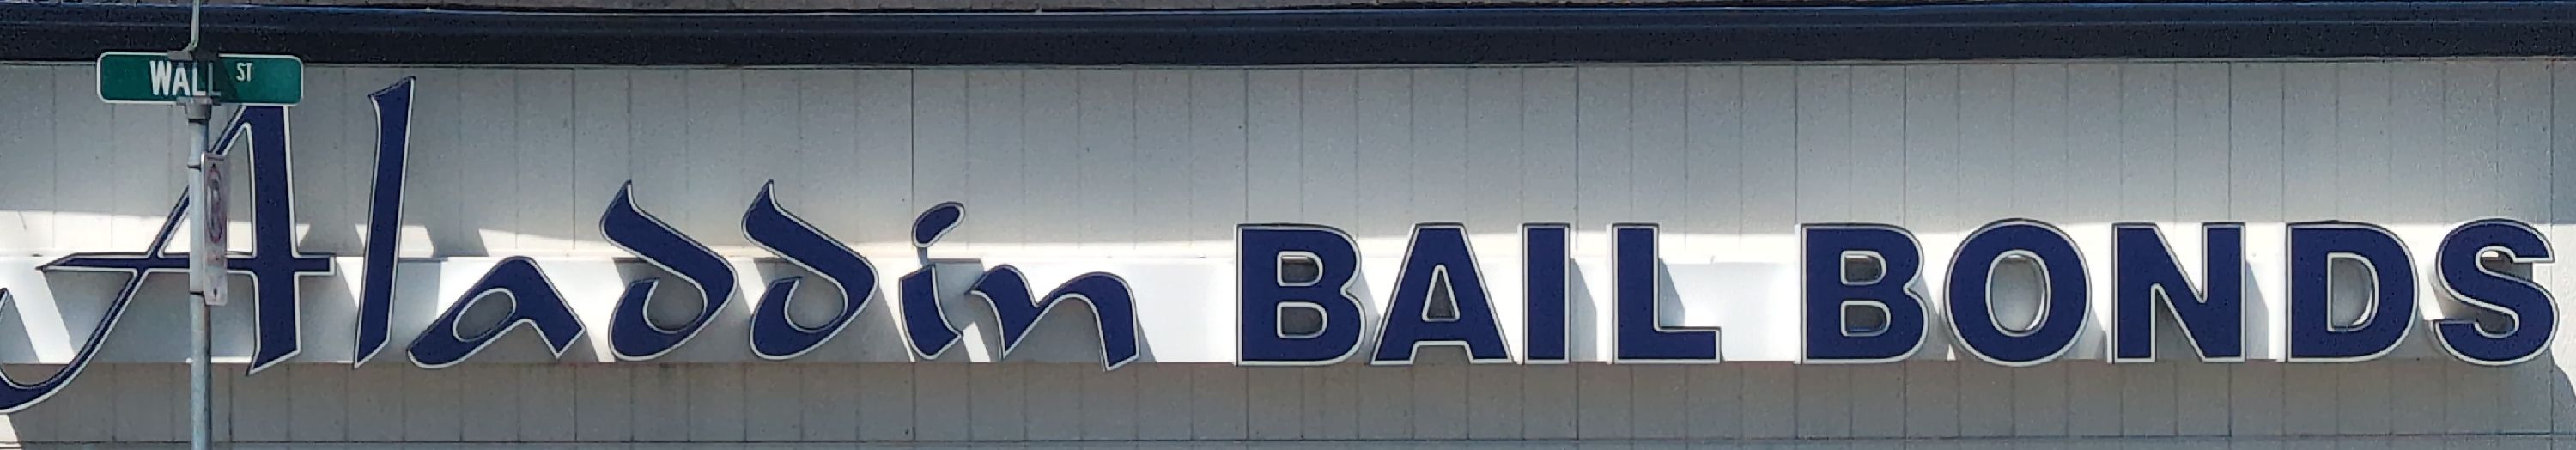 WALL ST
Aladdin BAIL BONDS